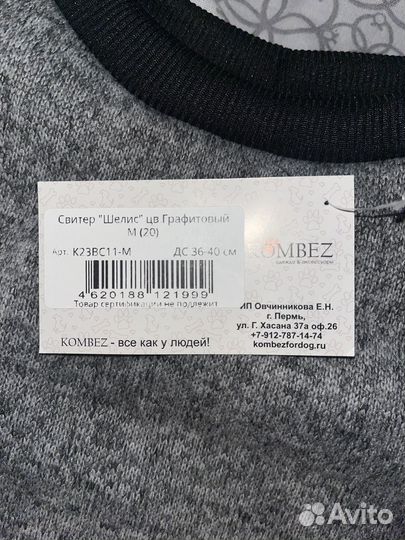 Свитер "Шелис" цв Графитовый
М (20)
Арт. K23BC11-M ДС 36-40 см
4 620188 121999
Товар сертификации не подлежит
KOMBEZ
одежда & аксессуары
ИП Овчинникова Е.Н.
г. Пермь,
ул. Г. Хасана 37а оф.26
+7-912-787-14-74
kombezfordog.ru
KOMBEZ - все как у людей!
Avito